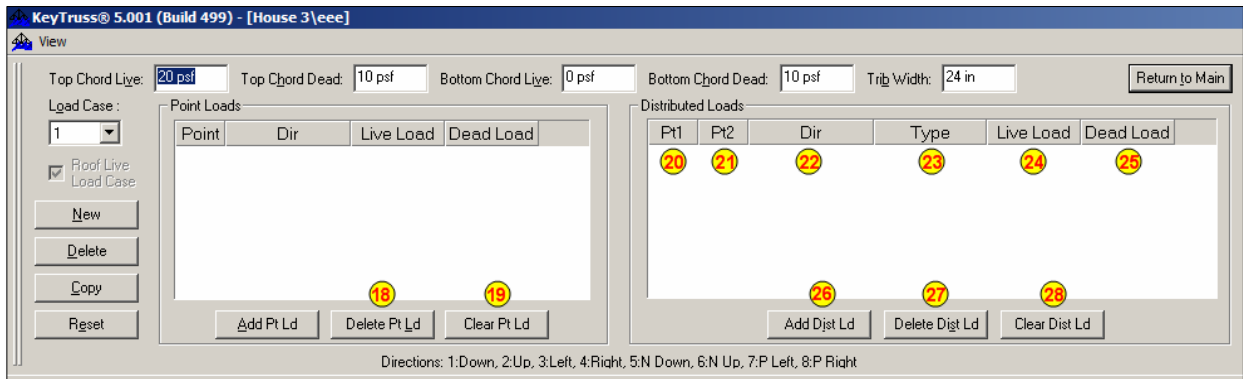 KeyTruss® 5.001 (Build 499) - [House 3\eee]
View
Top Chord Live: 20 psf Top Chord Dead: 10 psf Bottom Chord Live: 0 psf Bottom Chord Dead: 10 psf Trib Width: 24 in Return to Main
Load Case :
1
Roof Live
Load Case
New
Delete
Copy
Reset
Point Loads
Point Dir Live Load Dead Load
18 19
Add Pt Ld Delete Pt Ld Clear Pt Ld
Distributed Loads
Pt1 Pt2 Dir Type Live Load Dead Load
20 21 22 23 24 25
26 27 28
Add Dist Ld Delete Dist Ld Clear Dist Ld
Directions: 1:Down, 2:Up, 3:Left, 4:Right, 5:N Down, 6:N Up, 7:P Left, 8:P Right